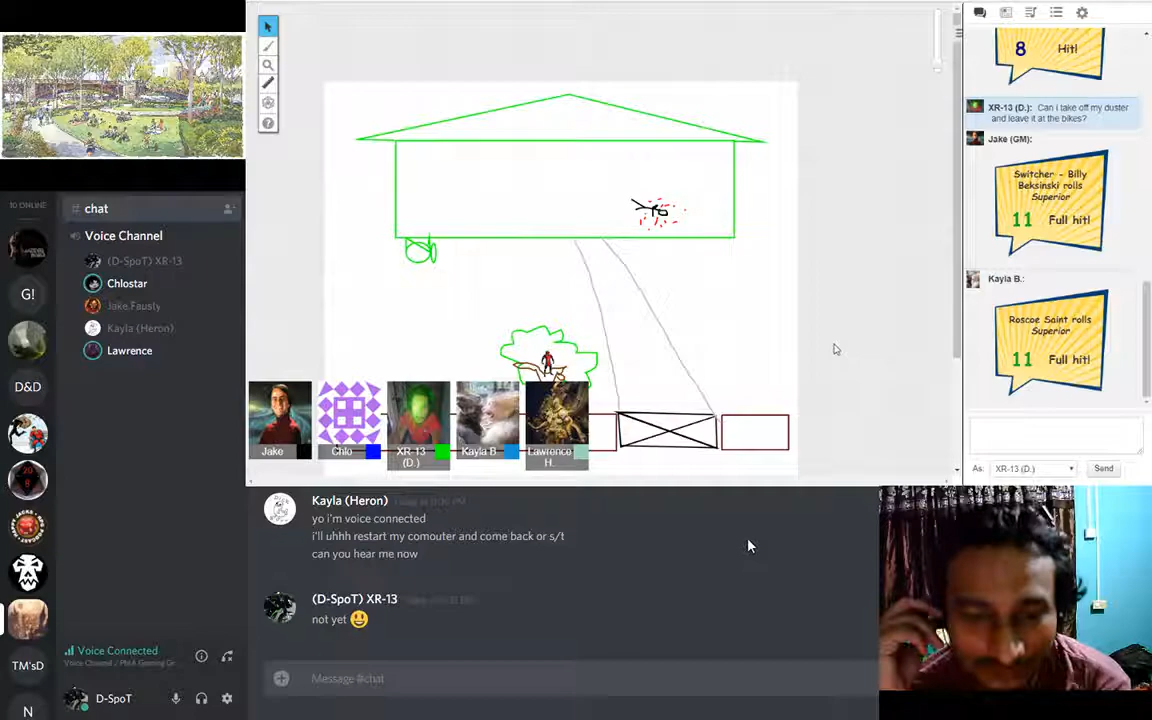 10 ONLINE
# chat
Voice Channel
(D-SpoT) XR-13
Chlostar
Jake Fausty
Kayla (Heron)
Lawrence
G!
D&D
TM'sD
N
Voice Connected
D-SpoT
Jake
Chlo
XR-13
(D.)
Kayla B
Lawrence
H.
8 Hit!
XR-13 (D.): Can i take off my duster
and leave it at the bikes?
Jake (GM):
Switcher - Billy
Beksinski rolls
Superior
11 Full hit!
Kayla B.:
Roscoe Saint rolls
Superior
11 Full hit!
As: XR-13 (D.) Send
Kayla (Heron)
yo i'm voice connected
i'll uhhh restart my comouter and come back or s/t
can you hear me now
(D-SpoT) XR-13
not yet 😃
Message #chat